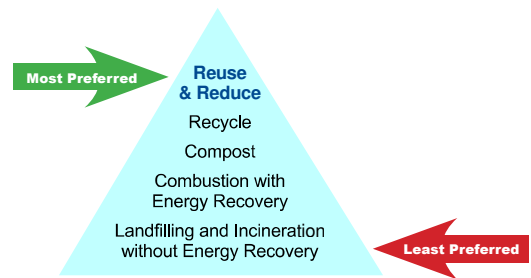 Most Preferred
Reuse
& Reduce
Recycle
Compost
Combustion with
Energy Recovery
Landfilling and Incineration
without Energy Recovery
Least Preferred